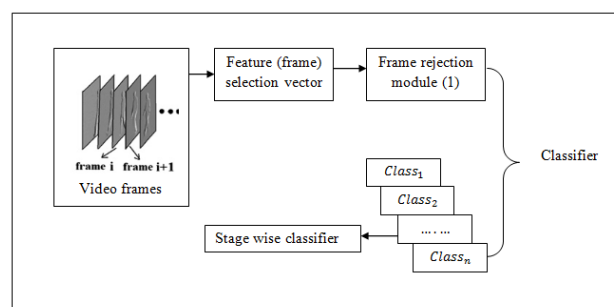 frame i frame i+1
Video frames
Feature (frame)
selection vector
Frame rejection
module (1)
Classifier
Class₁
Class₂
…. …
Classₙ
Stage wise classifier